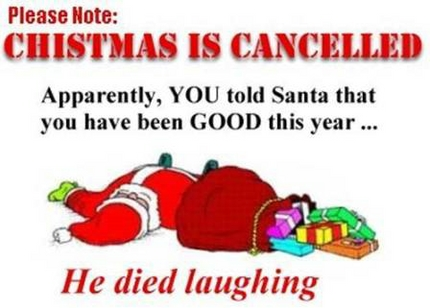 Please Note:
CHISTMAS IS CANCELLED
Apparently, YOU told Santa that
you have been GOOD this year ...
He died laughing